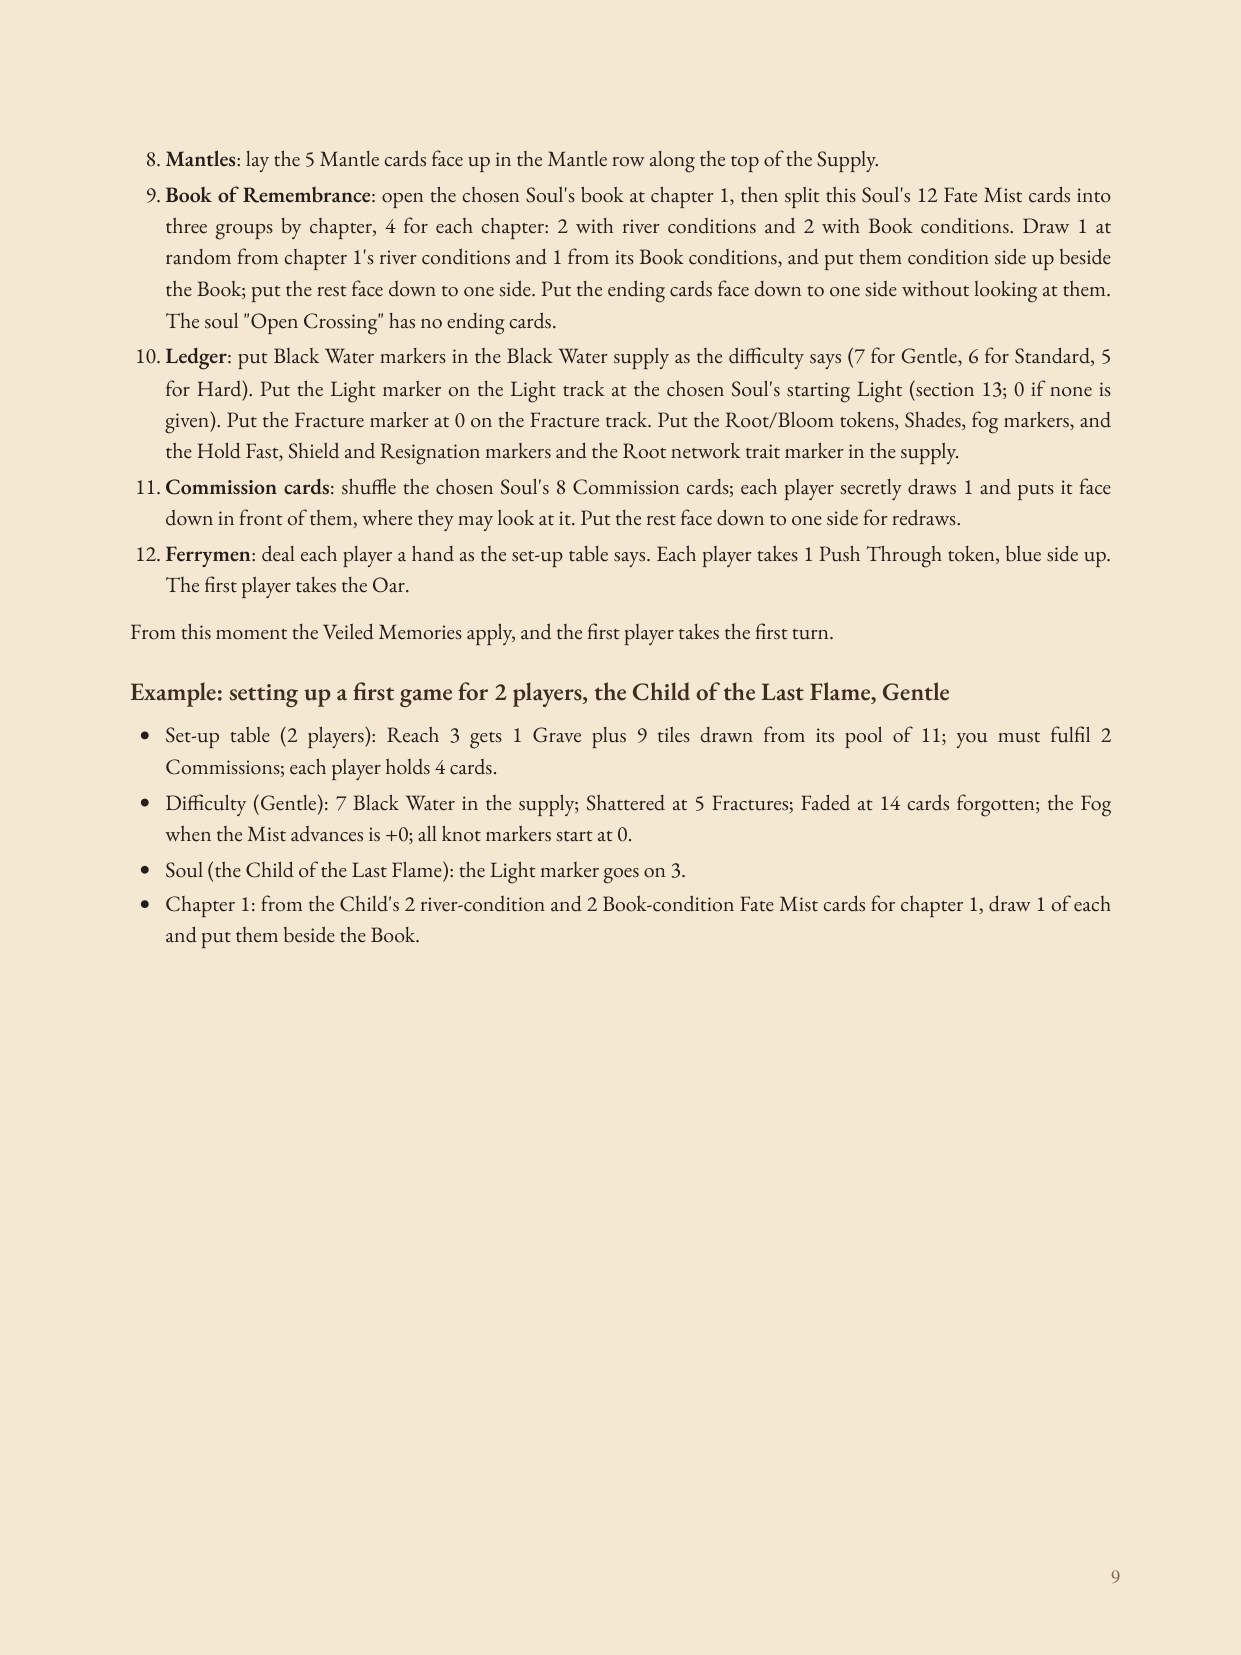 8. Mantles: lay the 5 Mantle cards face up in the Mantle row along the top of the Supply.
9. Book of Remembrance: open the chosen Soul's book at chapter 1, then split this Soul's 12 Fate Mist cards into
three groups by chapter, 4 for each chapter: 2 with river conditions and 2 with Book conditions. Draw 1 at
random from chapter 1's river conditions and 1 from its Book conditions, and put them condition side up beside
the Book; put the rest face down to one side. Put the ending cards face down to one side without looking at them.
The soul "Open Crossing" has no ending cards.
10. Ledger: put Black Water markers in the Black Water supply as the difficulty says (7 for Gentle, 6 for Standard, 5
for Hard). Put the Light marker on the Light track at the chosen Soul's starting Light (section 13; 0 if none is
given). Put the Fracture marker at 0 on the Fracture track. Put the Root/Bloom tokens, Shades, fog markers, and
the Hold Fast, Shield and Resignation markers and the Root network trait marker in the supply.
11. Commission cards: shuffle the chosen Soul's 8 Commission cards; each player secretly draws 1 and puts it face
down in front of them, where they may look at it. Put the rest face down to one side for redraws.
12. Ferrymen: deal each player a hand as the set-up table says. Each player takes 1 Push Through token, blue side up.
The first player takes the Oar.
From this moment the Veiled Memories apply, and the first player takes the first turn.
Example: setting up a first game for 2 players, the Child of the Last Flame, Gentle
• Set-up table (2 players): Reach 3 gets 1 Grave plus 9 tiles drawn from its pool of 11; you must fulfil 2
Commissions; each player holds 4 cards.
• Difficulty (Gentle): 7 Black Water in the supply; Shattered at 5 Fractures; Faded at 14 cards forgotten; the Fog
when the Mist advances is +0; all knot markers start at 0.
• Soul (the Child of the Last Flame): the Light marker goes on 3.
• Chapter 1: from the Child's 2 river-condition and 2 Book-condition Fate Mist cards for chapter 1, draw 1 of each
and put them beside the Book.
9